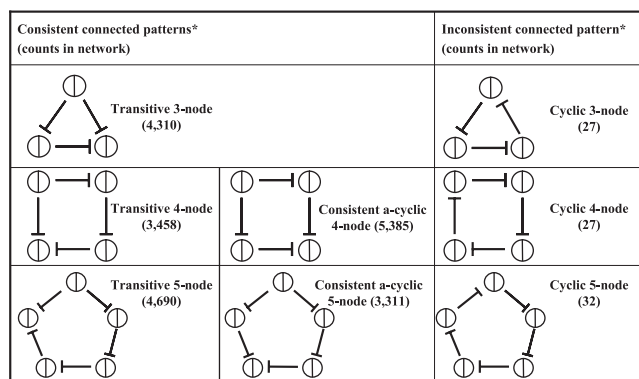 Consistent connected patterns*
(counts in network)
Inconsistent connected pattern*
(counts in network)
Transitive 3-node
(4,310)
Cyclic 3-node
(27)
Transitive 4-node
(3,458)
Consistent a-cyclic
4-node (5,385)
Cyclic 4-node
(27)
Transitive 5-node
(4,690)
Consistent a-cyclic
5-node (3,311)
Cyclic 5-node
(32)